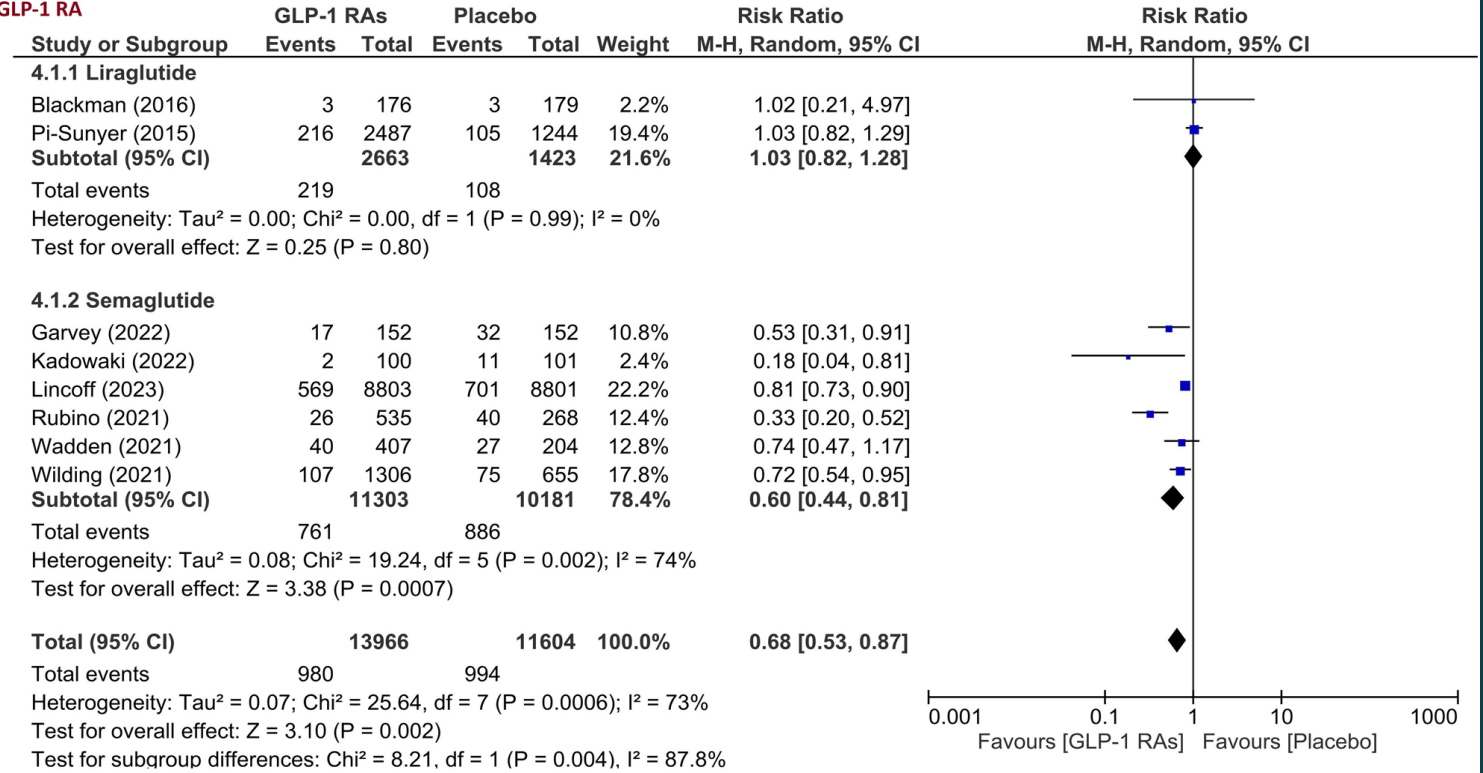 GLP-1 RA
GLP-1 RAs Placebo Risk Ratio Risk Ratio
Study or Subgroup Events Total Events Total Weight M-H, Random, 95% CI M-H, Random, 95% CI
4.1.1 Liraglutide
Blackman (2016) 3 176 3 179 2.2% 1.02 [0.21, 4.97]
Pi-Sunyer (2015) 216 2487 105 1244 19.4% 1.03 [0.82, 1.29]
Subtotal (95% CI) 2663 1423 21.6% 1.03 [0.82, 1.28]
Total events 219 108
Heterogeneity: Tau² = 0.00; Chi² = 0.00, df = 1 (P = 0.99); I² = 0%
Test for overall effect: Z = 0.25 (P = 0.80)
4.1.2 Semaglutide
Garvey (2022) 17 152 32 152 10.8% 0.53 [0.31, 0.91]
Kadowaki (2022) 2 100 11 101 2.4% 0.18 [0.04, 0.81]
Lincoff (2023) 569 8803 701 8801 22.2% 0.81 [0.73, 0.90]
Rubino (2021) 26 535 40 268 12.4% 0.33 [0.20, 0.52]
Wadden (2021) 40 407 27 204 12.8% 0.74 [0.47, 1.17]
Wilding (2021) 107 1306 75 655 17.8% 0.72 [0.54, 0.95]
Subtotal (95% CI) 11303 10181 78.4% 0.60 [0.44, 0.81]
Total events 761 886
Heterogeneity: Tau² = 0.08; Chi² = 19.24, df = 5 (P = 0.002); I² = 74%
Test for overall effect: Z = 3.38 (P = 0.0007)
Total (95% CI) 13966 11604 100.0% 0.68 [0.53, 0.87]
Total events 980 994
Heterogeneity: Tau² = 0.07; Chi² = 25.64, df = 7 (P = 0.0006); I² = 73%
Test for overall effect: Z = 3.10 (P = 0.002)
Test for subgroup differences: Chi² = 8.21, df = 1 (P = 0.004), I² = 87.8%
0.001 0.1 1 10 1000
Favours [GLP-1 RAs] Favours [Placebo]